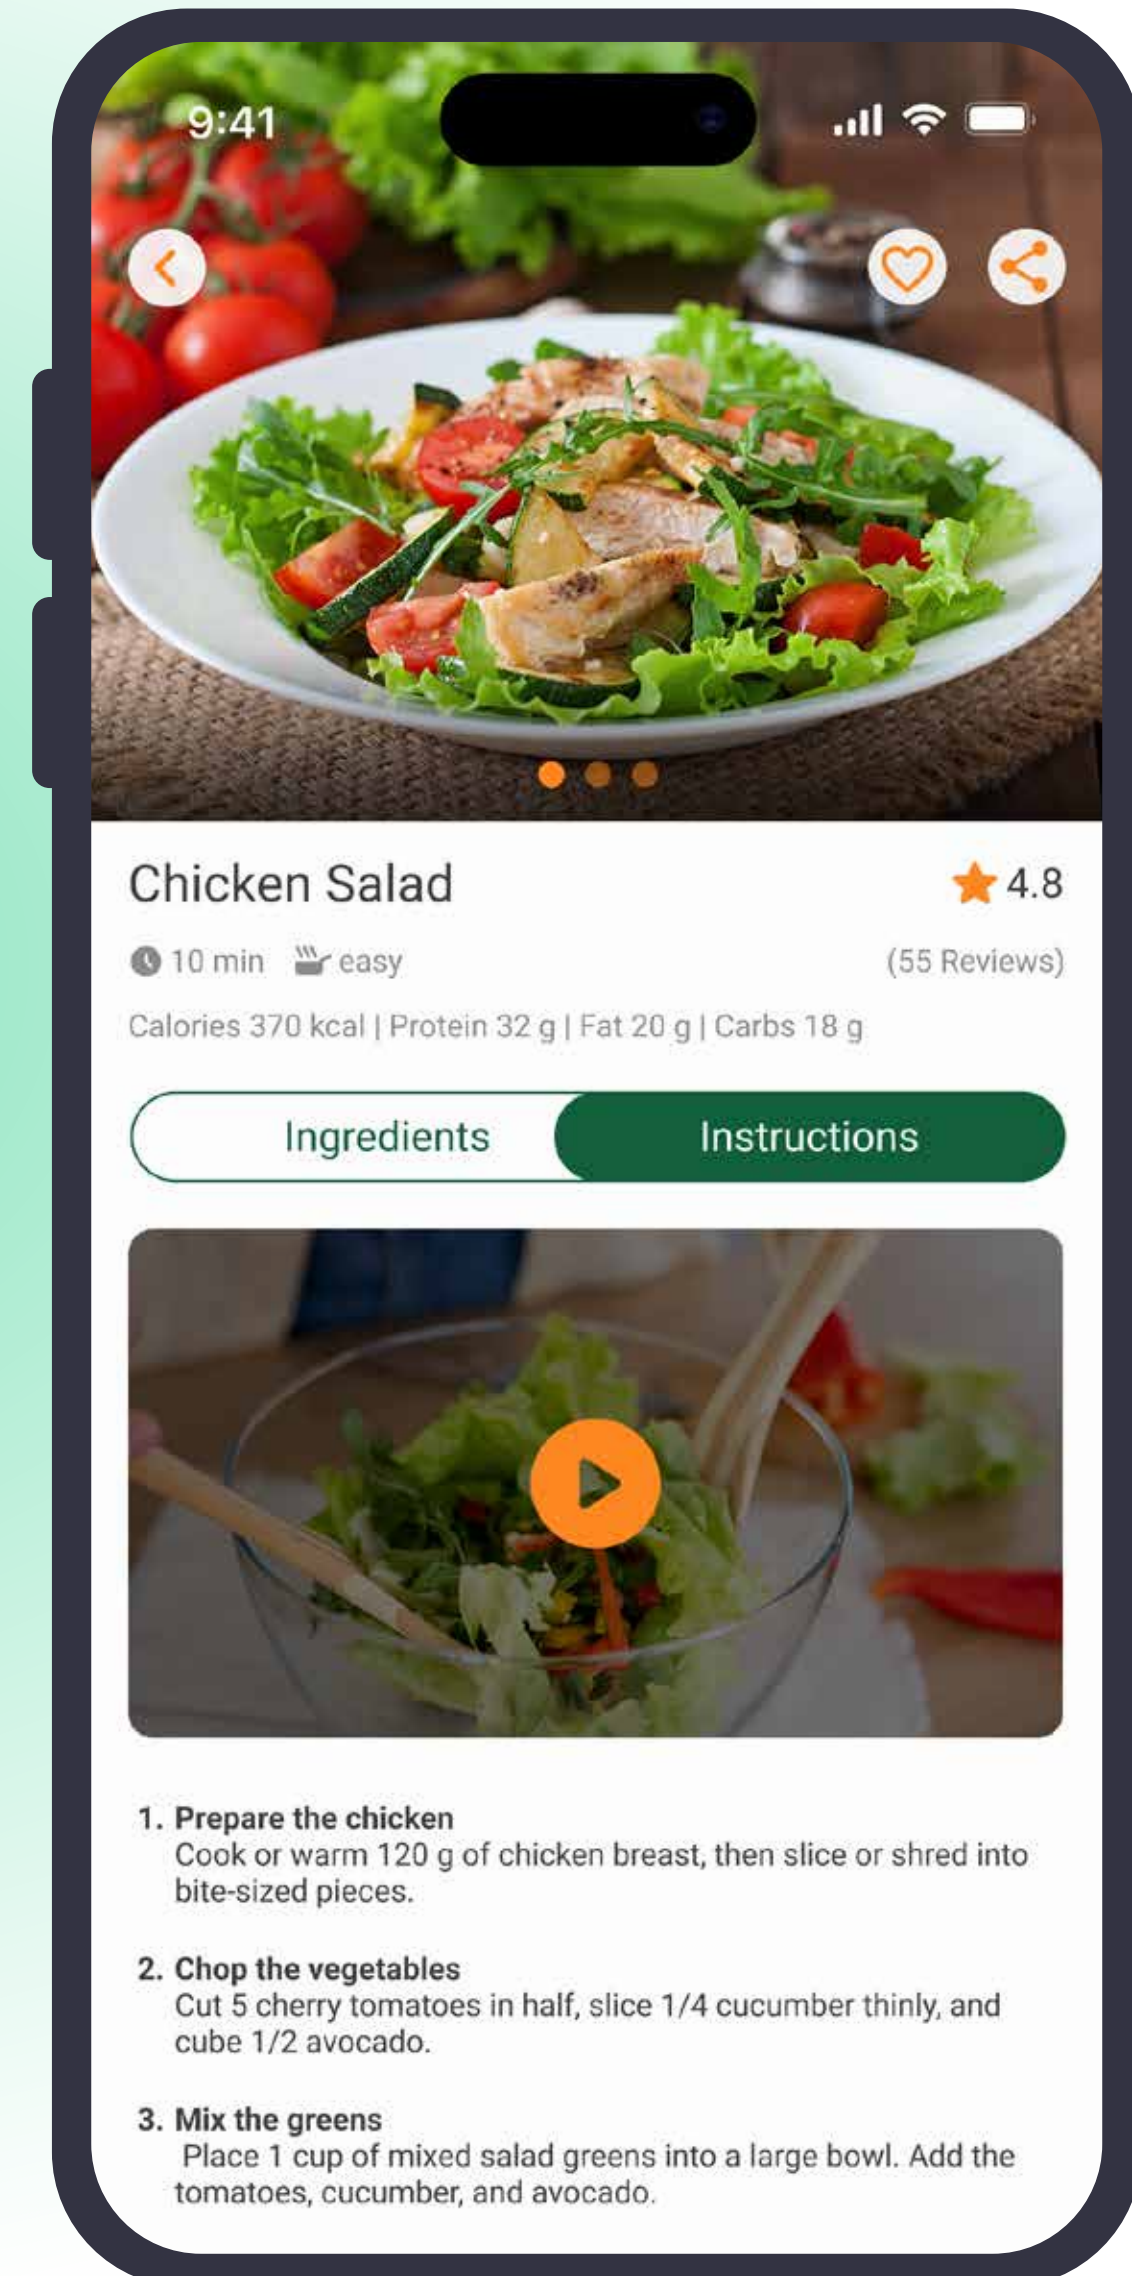 9:41
Chicken Salad
4.8
10 min easy
(55 Reviews)
Calories 370 kcal | Protein 32 g | Fat 20 g | Carbs 18 g
Ingredients
Instructions
1. Prepare the chicken
Cook or warm 120 g of chicken breast, then slice or shred into
bite-sized pieces.
2. Chop the vegetables
Cut 5 cherry tomatoes in half, slice 1/4 cucumber thinly, and
cube 1/2 avocado.
3. Mix the greens
Place 1 cup of mixed salad greens into a large bowl. Add the
tomatoes, cucumber, and avocado.